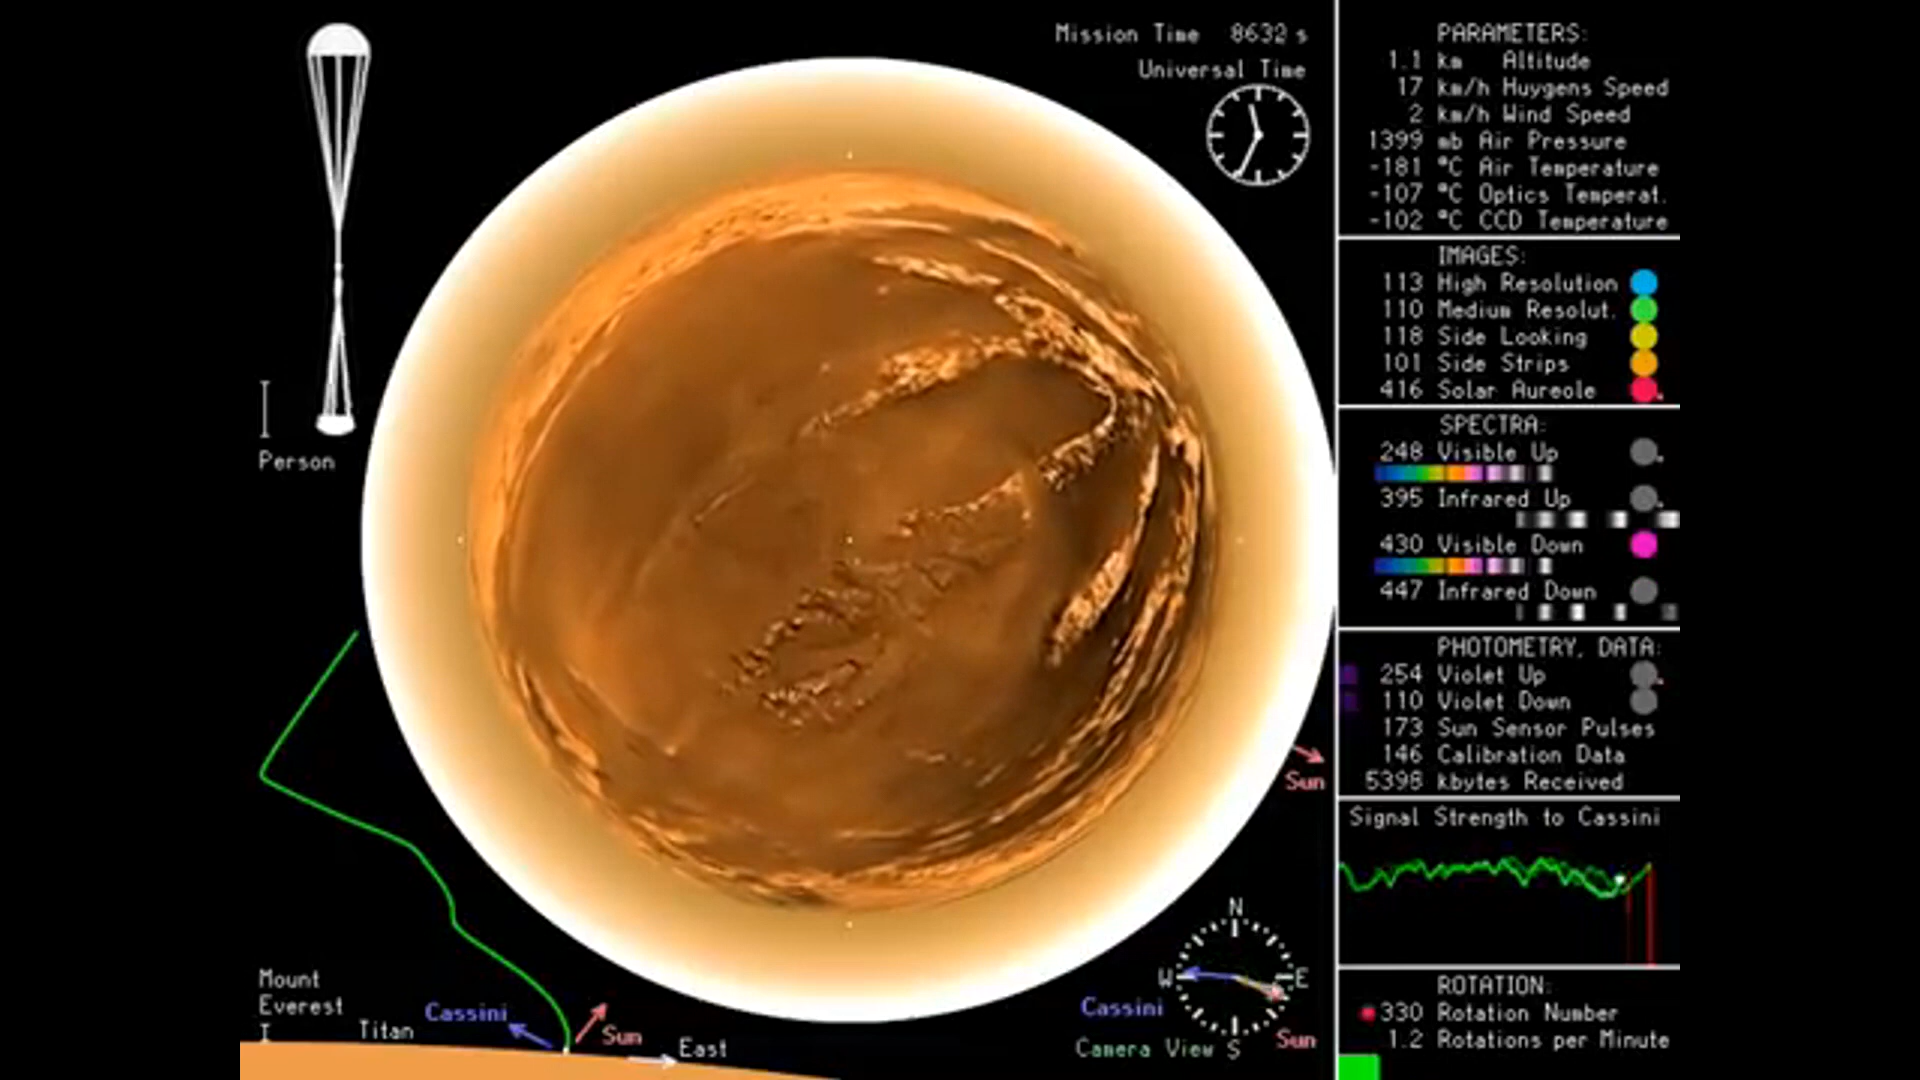 Mission Time 8632 s
Universal Time
Person
Mount
Everest
Titan
Cassini
Sun
East
Sun
N
W
E
S
Cassini
Sun
Camera View
PARAMETERS:
1.1 km Altitude
17 km/h Huygens Speed
2 km/h Wind Speed
1399 mb Air Pressure
-181 °C Air Temperature
-107 °C Optics Temperat.
-102 °C CCD Temperature
IMAGES:
113 High Resolution
110 Medium Resolut.
118 Side Looking
101 Side Strips
416 Solar Aureole
SPECTRA:
248 Visible Up
395 Infrared Up
430 Visible Down
447 Infrared Down
PHOTOMETRY, DATA:
254 Violet Up
110 Violet Down
173 Sun Sensor Pulses
146 Calibration Data
5398 kbytes Received
Signal Strength to Cassini
ROTATION:
330 Rotation Number
1.2 Rotations per Minute